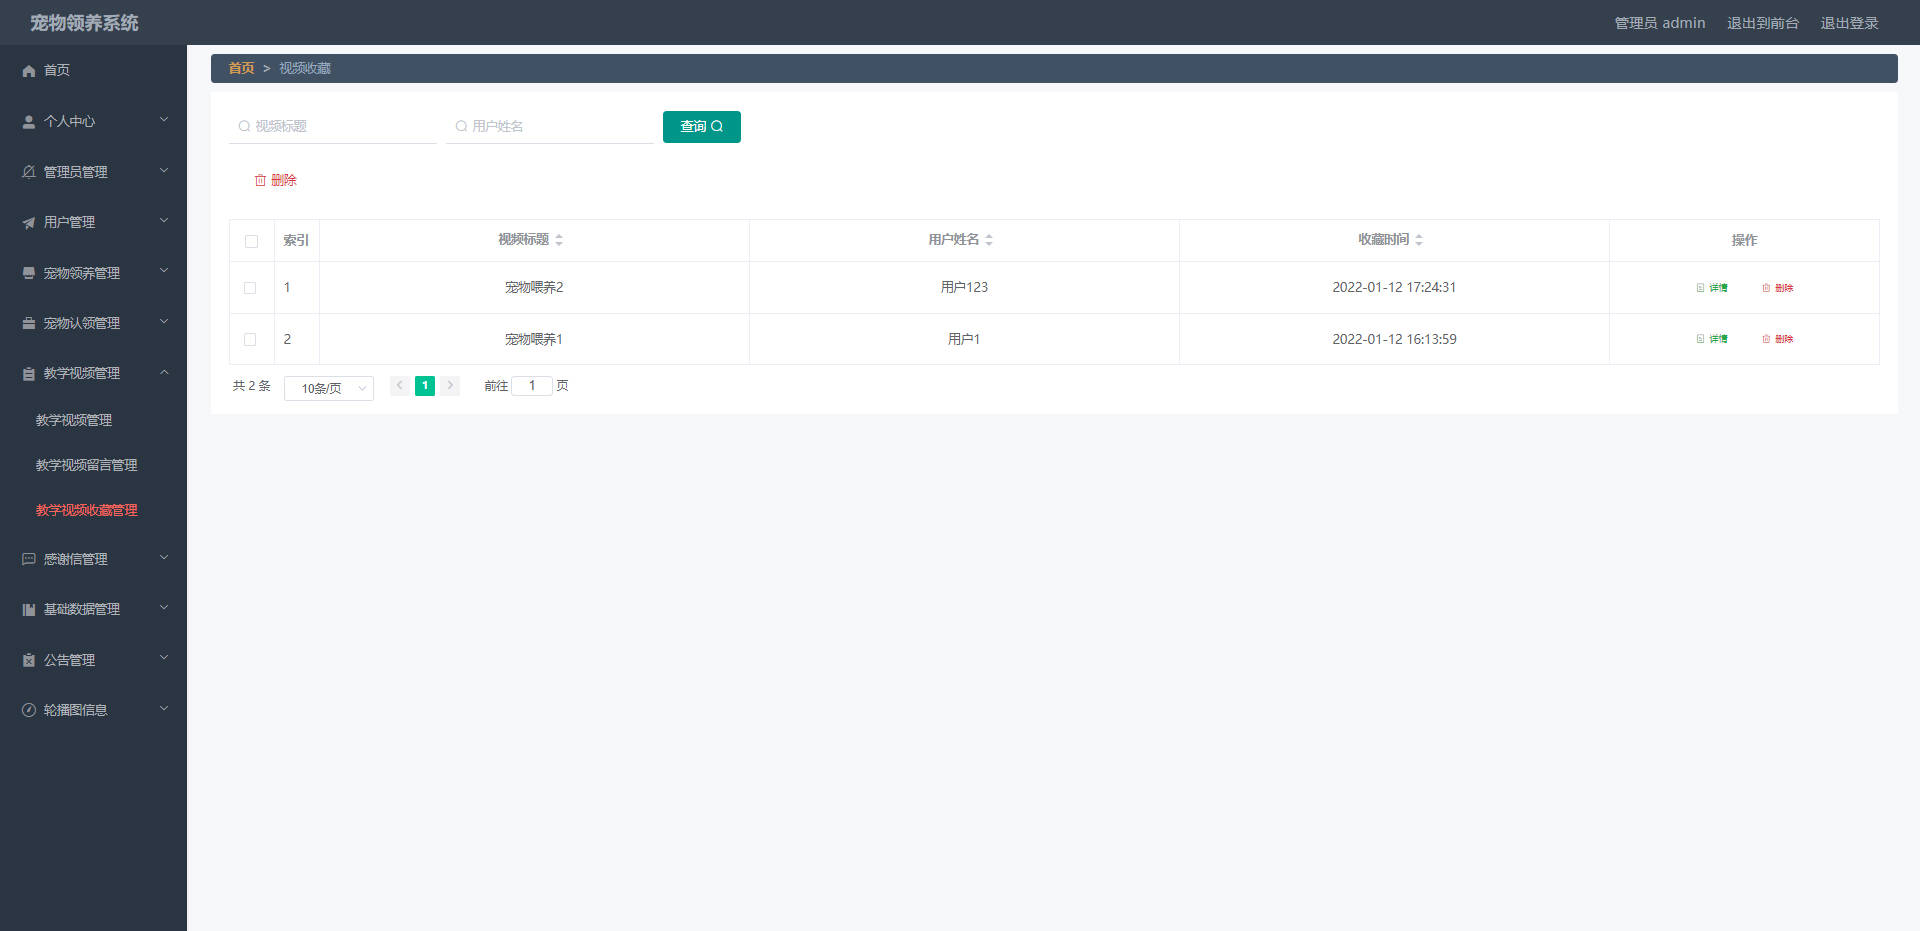 宠物领养系统
管理员 admin 退出到前台 退出登录
首页
个人中心
管理员管理
用户管理
宠物领养管理
宠物认领管理
教学视频管理
教学视频管理
教学视频留言管理
教学视频收藏管理
感谢信管理
基础数据管理
公告管理
轮播图信息
首页 > 视频收藏
视频标题 用户姓名 查询
删除
索引 视频标题 用户姓名 收藏时间 操作
1 宠物喂养2 用户123 2022-01-12 17:24:31 详情 删除
2 宠物喂养1 用户1 2022-01-12 16:13:59 详情 删除
共 2 条 10条/页 1 前往 1 页